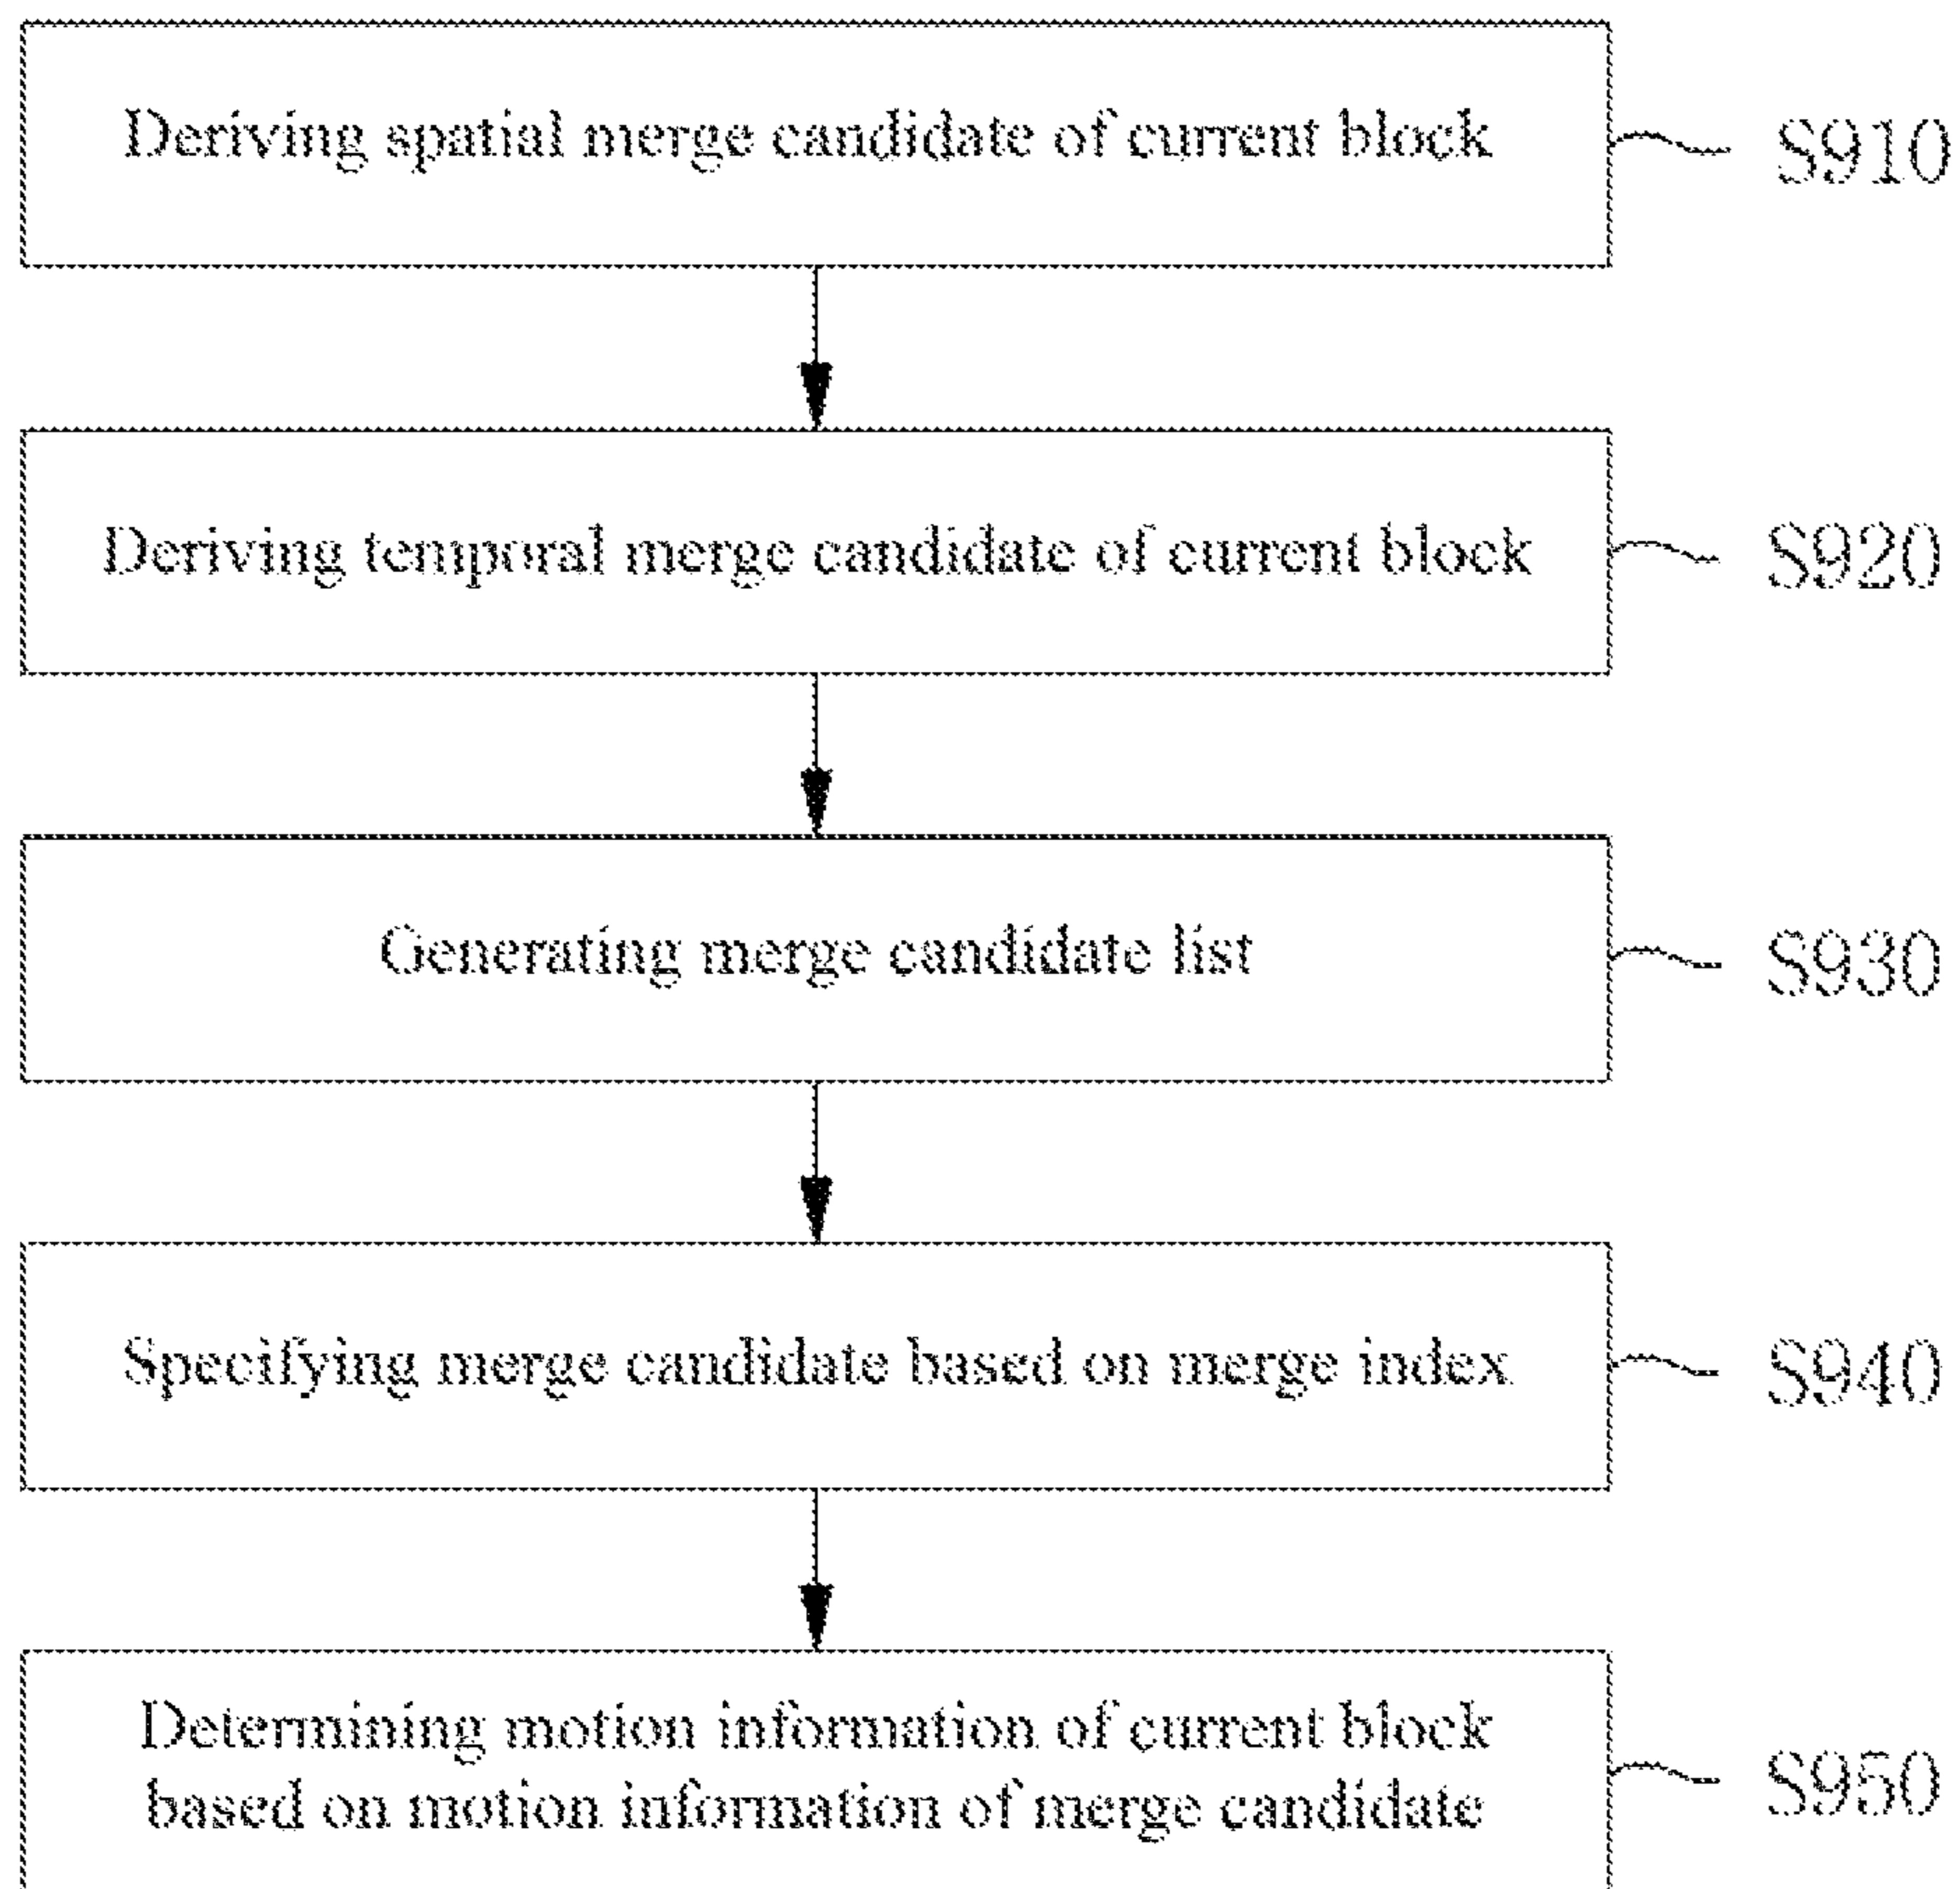 Deriving spatial merge candidate of current block
S910
Deriving temporal merge candidate of current block
S920
Generating merge candidate list
S930
Specifying merge candidate based on merge index
S940
Determining motion information of current block
based on motion information of merge candidate
S950